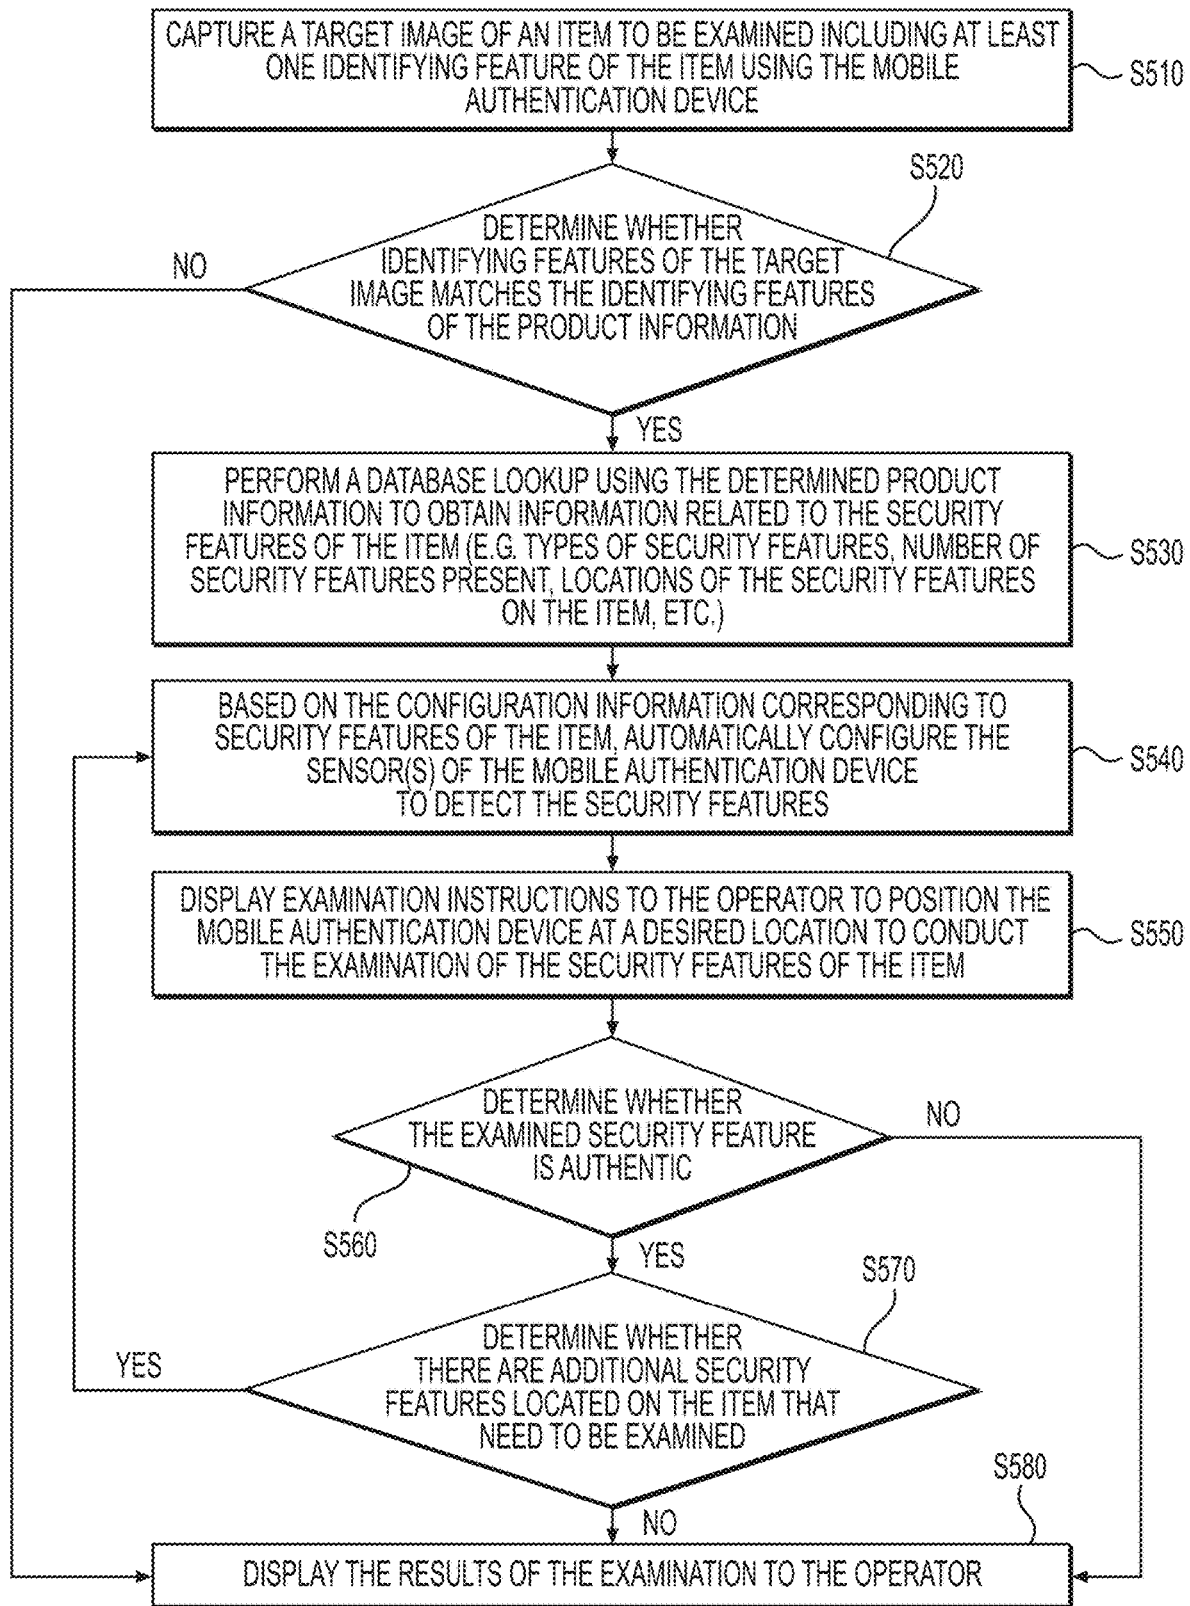 CAPTURE A TARGET IMAGE OF AN ITEM TO BE EXAMINED INCLUDING AT LEAST
ONE IDENTIFYING FEATURE OF THE ITEM USING THE MOBILE
AUTHENTICATION DEVICE
S510
S520
DETERMINE WHETHER
IDENTIFYING FEATURES OF THE TARGET
IMAGE MATCHES THE IDENTIFYING FEATURES
OF THE PRODUCT INFORMATION
NO
YES
PERFORM A DATABASE LOOKUP USING THE DETERMINED PRODUCT
INFORMATION TO OBTAIN INFORMATION RELATED TO THE SECURITY
FEATURES OF THE ITEM (E.G. TYPES OF SECURITY FEATURES, NUMBER OF
SECURITY FEATURES PRESENT, LOCATIONS OF THE SECURITY FEATURES
ON THE ITEM, ETC.)
S530
BASED ON THE CONFIGURATION INFORMATION CORRESPONDING TO
SECURITY FEATURES OF THE ITEM, AUTOMATICALLY CONFIGURE THE
SENSOR(S) OF THE MOBILE AUTHENTICATION DEVICE
TO DETECT THE SECURITY FEATURES
S540
DISPLAY EXAMINATION INSTRUCTIONS TO THE OPERATOR TO POSITION THE
MOBILE AUTHENTICATION DEVICE AT A DESIRED LOCATION TO CONDUCT
THE EXAMINATION OF THE SECURITY FEATURES OF THE ITEM
S550
DETERMINE WHETHER
THE EXAMINED SECURITY FEATURE
IS AUTHENTIC
NO
S560
YES
S570
DETERMINE WHETHER
THERE ARE ADDITIONAL SECURITY
FEATURES LOCATED ON THE ITEM THAT
NEED TO BE EXAMINED
YES
NO
S580
DISPLAY THE RESULTS OF THE EXAMINATION TO THE OPERATOR